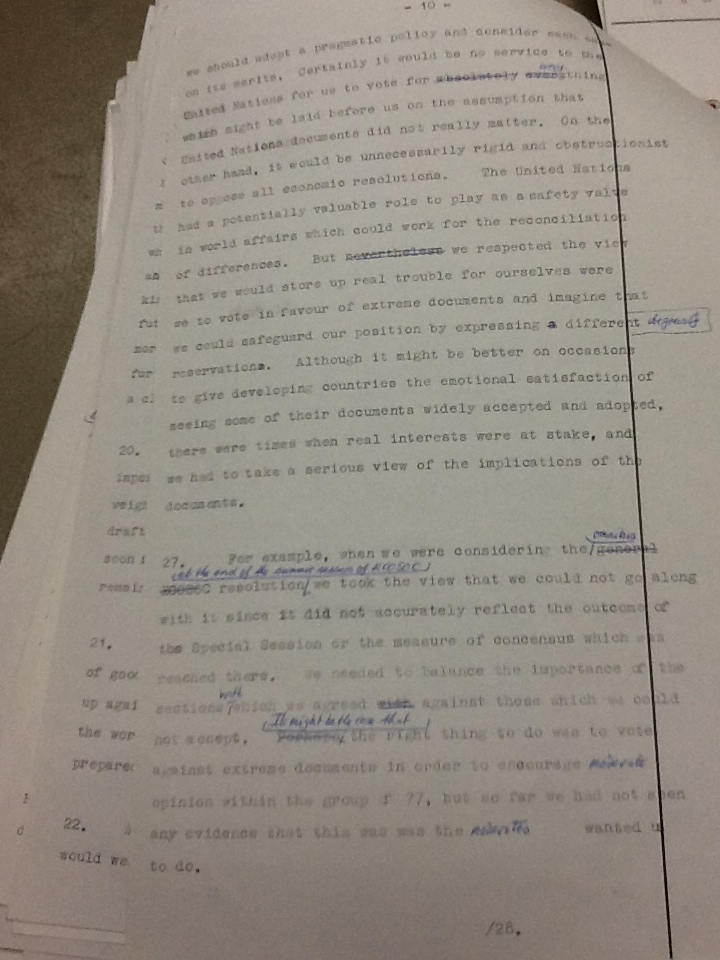 - 10 -
we should adopt a pragmatic policy and consider each
on its merits. Certainly it would be no service to the
any
United Nations for us to vote for absolutely everything
which might be laid before us on the assumption that
United Nations documents did not really matter. On the
other hand, it would be unnecessarily rigid and obstructionist
to oppose all economic resolutions. The United Nations
had a potentially valuable role to play as a safety valve
in world affairs which could work for the reconciliation
of differences. But nevertheless we respected the view
that we would store up real trouble for ourselves were
we to vote in favour of extreme documents and imagine that
we could safeguard our position by expressing a different
reservations. Although it might be better on occasions
to give developing countries the emotional satisfaction of
seeing some of their documents widely accepted and adopted,
there were times when real interests were at stake, and
we had to take a serious view of the implications of the
documents.
27. For example, when we were considering the/general
(at the end of the summer session of ECOSOC)
ECOSOC resolution/we took the view that we could not go along
with it since it did not accurately reflect the outcome of
the Special Session or the measure of concensus which was
reached there. We needed to balance the importance of the
with
sections/which we agreed with against those which we could
(It might be the case that)
not accept. Perhaps the right thing to do was to vote
against extreme documents in order to encourage moderate
opinion within the group f 77, but so far we had not seen
any evidence that this was was the moderates wanted u
to do.
/28.
an
fut
mor
fur
a cl
20.
impor
veigh
draft
soon i
remain
21.
of good
up agai
the wor
prepared
22.
would we